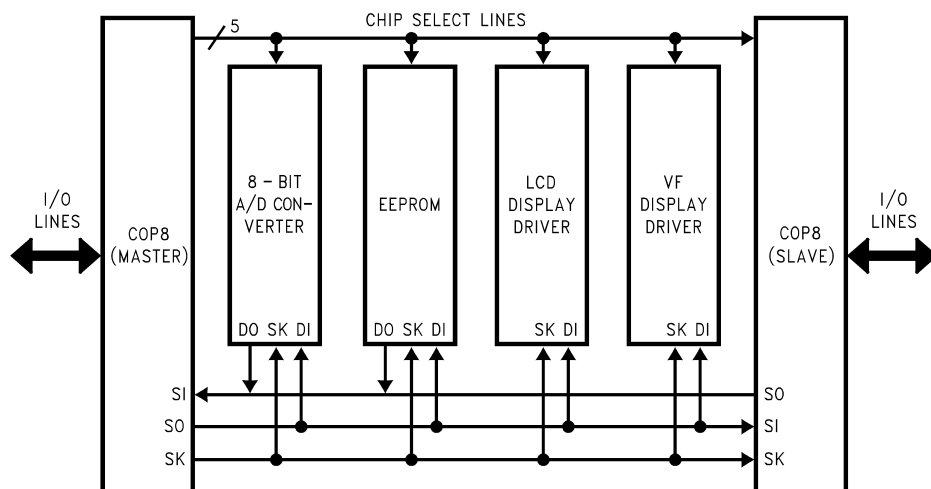 CHIP SELECT LINES
5
I/O
LINES
COP8
(MASTER)
8 - BIT
A/D CON-
VERTER
EEPROM
LCD
DISPLAY
DRIVER
VF
DISPLAY
DRIVER
COP8
(SLAVE)
I/O
LINES
DO SK DI
DO SK DI
SK DI
SK DI
SI
SO
SO
SI
SK
SK